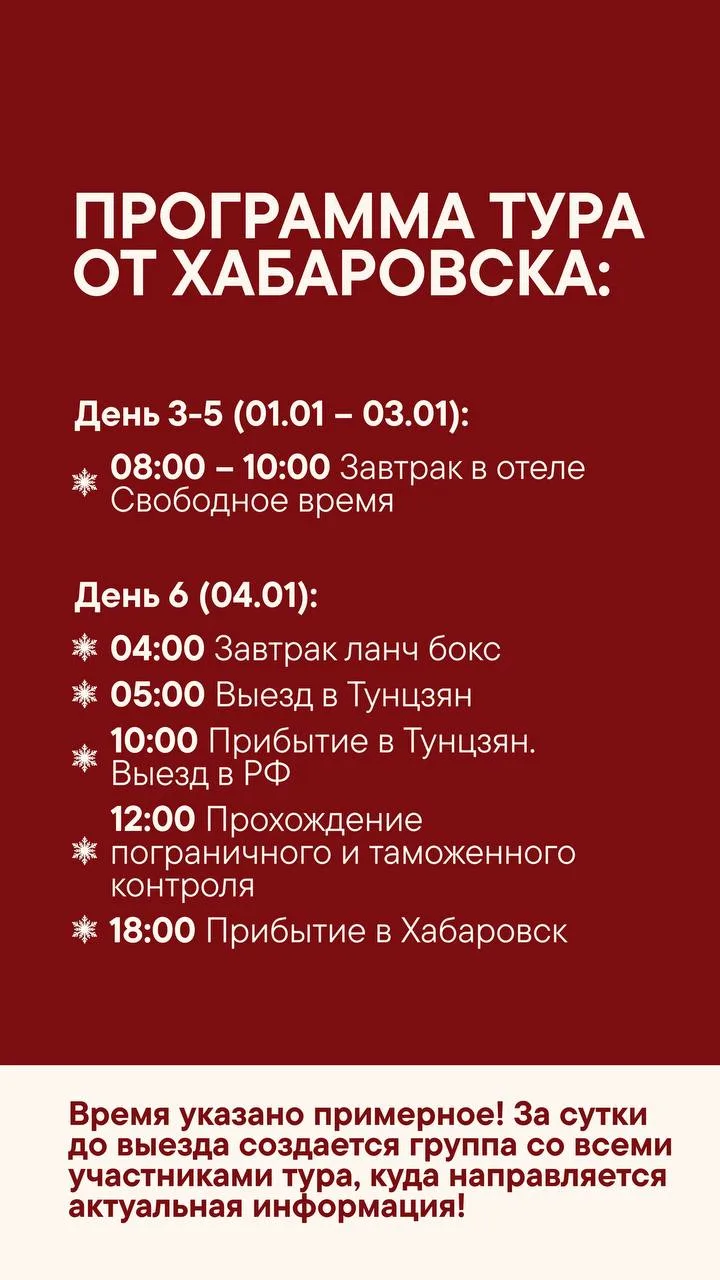 ПРОГРАММА ТУРА
ОТ ХАБАРОВСКА:
День 3-5 (01.01 – 03.01):
08:00 – 10:00 Завтрак в отеле
Свободное время
День 6 (04.01):
04:00 Завтрак ланч бокс
05:00 Выезд в Тунцзян
10:00 Прибытие в Тунцзян.
Выезд в РФ
12:00 Прохождение
пограничного и таможенного
контроля
18:00 Прибытие в Хабаровск
Время указано примерное! За сутки
до выезда создается группа со всеми
участниками тура, куда направляется
актуальная информация!